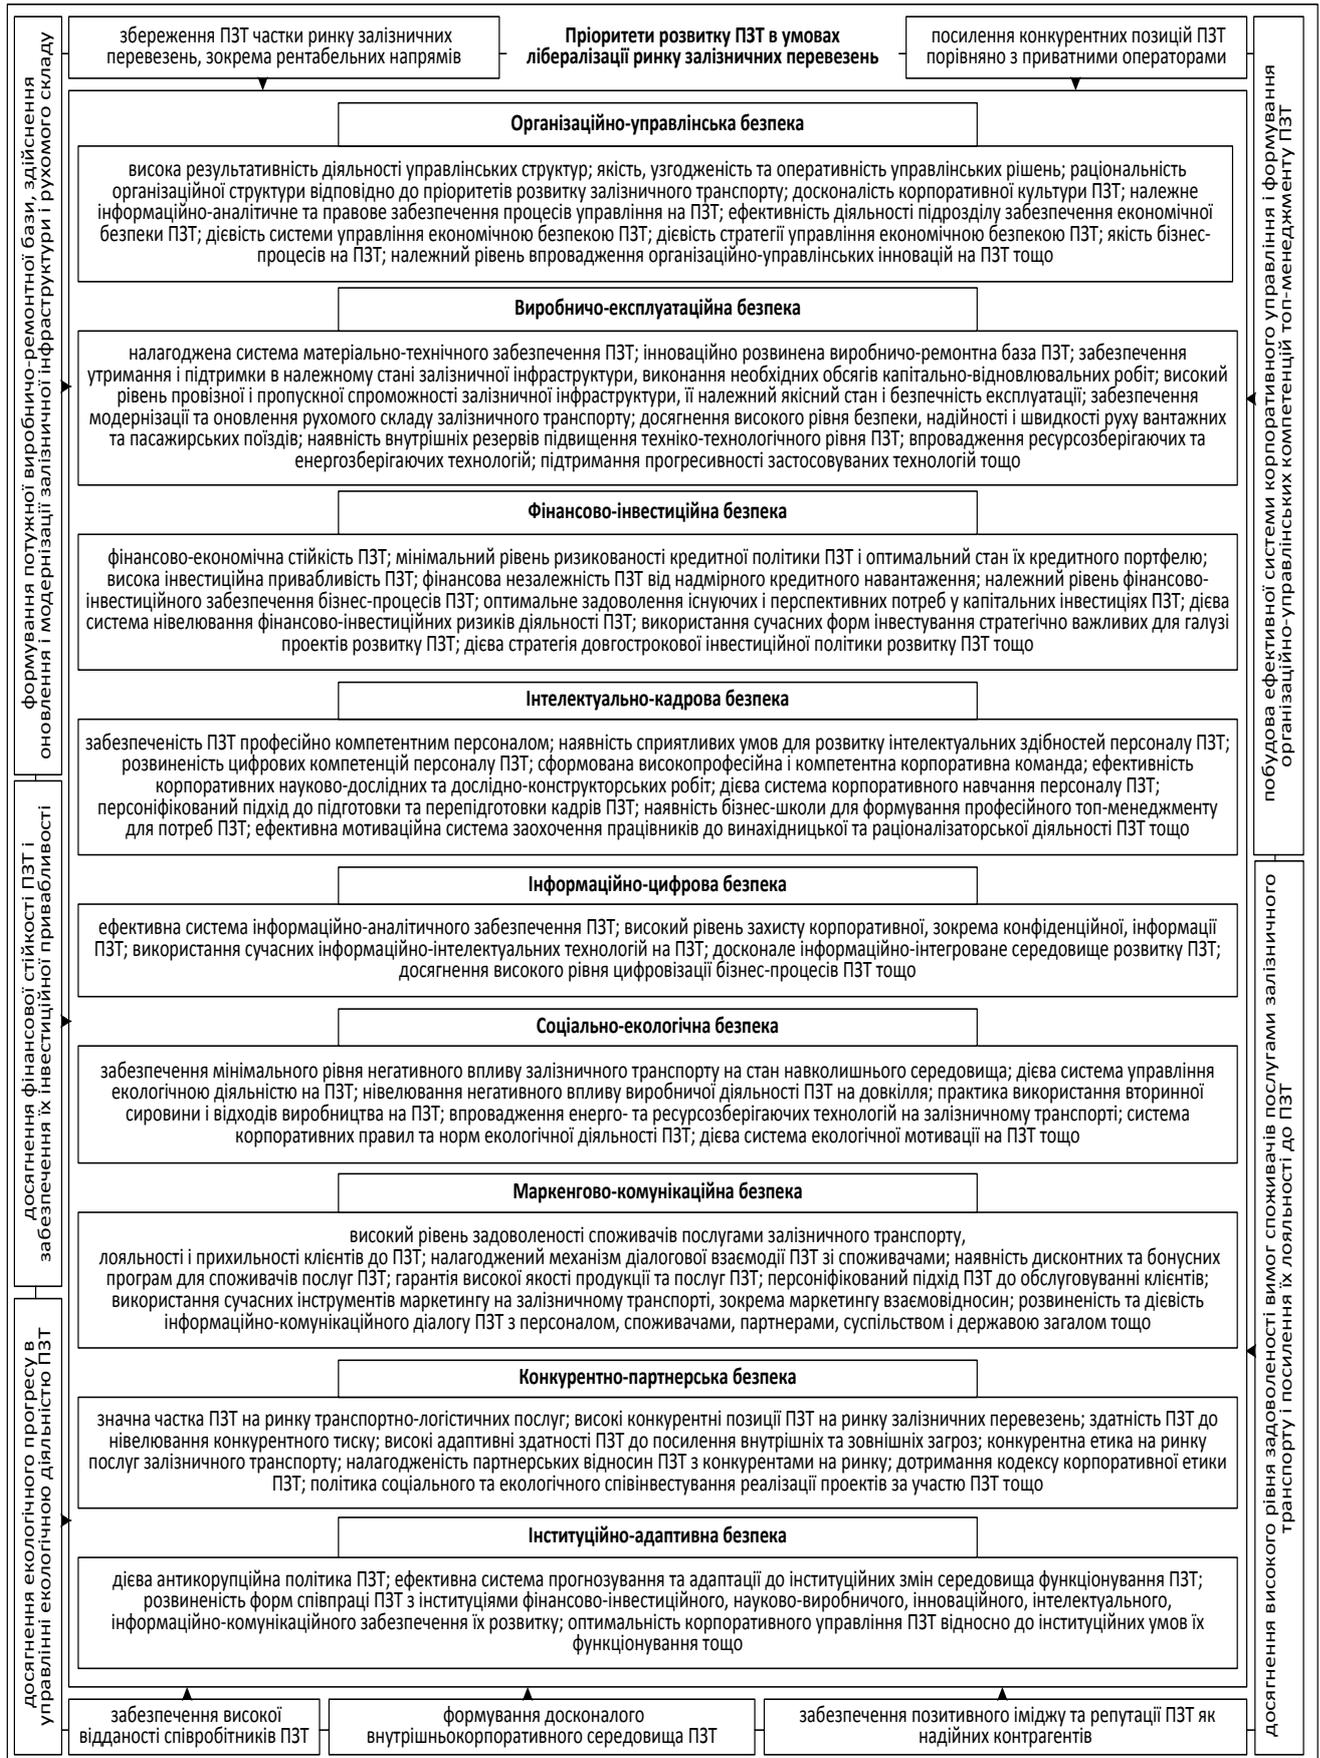 збереження ПЗТ частки ринку залізничних
перевезень, зокрема рентабельних напрямів
Пріоритети розвитку ПЗТ в умовах
лібералізації ринку залізничних перевезень
посилення конкурентних позицій ПЗТ
порівняно з приватними операторами
формування потужної виробничо-ремонтної бази, здійснення
оновлення і модернізації залізничної інфраструктури і рухомого складу
досягнення фінансової стійкості ПЗТ і
забезпечення їх інвестиційної привабливості
досягнення екологічного прогресу в
управлінні екологічною діяльністю ПЗТ
Організаційно-управлінська безпека
висока результативність діяльності управлінських структур; якість, узгодженість та оперативність управлінських рішень; раціональність
організаційної структури відповідно до пріоритетів розвитку залізничного транспорту; досконалість корпоративної культури ПЗТ; належне
інформаційно-аналітичне та правове забезпечення процесів управління на ПЗТ; ефективність діяльності підрозділу забезпечення економічної
безпеки ПЗТ; дієвість системи управління економічною безпекою ПЗТ; дієвість стратегії управління економічною безпекою ПЗТ; якість бізнес-
процесів на ПЗТ; належний рівень впровадження організаційно-управлінських інновацій на ПЗТ тощо
Виробничо-експлуатаційна безпека
налагоджена система матеріально-технічного забезпечення ПЗТ; інноваційно розвинена виробничо-ремонтна база ПЗТ; забезпечення
утримання і підтримки в належному стані залізничної інфраструктури, виконання необхідних обсягів капітально-відновлювальних робіт; високий
рівень провізної і пропускної спроможності залізничної інфраструктури, її належний якісний стан і безпечність експлуатації; забезпечення
модернізації та оновлення рухомого складу залізничного транспорту; досягнення високого рівня безпеки, надійності і швидкості руху вантажних
та пасажирських поїздів; наявність внутрішніх резервів підвищення техніко-технологічного рівня ПЗТ; впровадження ресурсозберігаючих та
енергозберігаючих технологій; підтримання прогресивності застосовуваних технологій тощо
Фінансово-інвестиційна безпека
фінансово-економічна стійкість ПЗТ; мінімальний рівень ризикованості кредитної політики ПЗТ і оптимальний стан їх кредитного портфелю;
висока інвестиційна привабливість ПЗТ; фінансова незалежність ПЗТ від надмірного кредитного навантаження; належний рівень фінансово-
інвестиційного забезпечення бізнес-процесів ПЗТ; оптимальне задоволення існуючих і перспективних потреб у капітальних інвестиціях ПЗТ; дієва
система нівелювання фінансово-інвестиційних ризиків діяльності ПЗТ; використання сучасних форм інвестування стратегічно важливих для галузі
проектів розвитку ПЗТ; дієва стратегія довгострокової інвестиційної політики розвитку ПЗТ тощо
Інтелектуально-кадрова безпека
забезпеченість ПЗТ професійно компетентним персоналом; наявність сприятливих умов для розвитку інтелектуальних здібностей персоналу ПЗТ;
розвиненість цифрових компетенцій персоналу ПЗТ; сформована високопрофесійна і компетентна корпоративна команда; ефективність
корпоративних науково-дослідних та дослідно-конструкторських робіт; дієва система корпоративного навчання персоналу ПЗТ;
персоніфікований підхід до підготовки та перепідготовки кадрів ПЗТ; наявність бізнес-школи для формування професійного топ-менеджменту
для потреб ПЗТ; ефективна мотиваційна система заохочення працівників до винахідницької та раціоналізаторської діяльності ПЗТ тощо
Інформаційно-цифрова безпека
ефективна система інформаційно-аналітичного забезпечення ПЗТ; високий рівень захисту корпоративної, зокрема конфіденційної, інформації
ПЗТ; використання сучасних інформаційно-інтелектуальних технологій на ПЗТ; досконале інформаційно-інтегроване середовище розвитку ПЗТ;
досягнення високого рівня цифровізації бізнес-процесів ПЗТ тощо
Соціально-екологічна безпека
забезпечення мінімального рівня негативного впливу залізничного транспорту на стан навколишнього середовища; дієва система управління
екологічною діяльністю на ПЗТ; нівелювання негативного впливу виробничої діяльності ПЗТ на довкілля; практика використання вторинної
сировини і відходів виробництва на ПЗТ; впровадження енерго- та ресурсозберігаючих технологій на залізничному транспорті; система
корпоративних правил та норм екологічної діяльності ПЗТ; дієва система екологічної мотивації на ПЗТ тощо
Маркенгово-комунікаційна безпека
високий рівень задоволеності споживачів послугами залізничного транспорту,
лояльності і прихильності клієнтів до ПЗТ; налагоджений механізм діалогової взаємодії ПЗТ зі споживачами; наявність дисконтних та бонусних
програм для споживачів послуг ПЗТ; гарантія високої якості продукції та послуг ПЗТ; персоніфікований підхід ПЗТ до обслуговуванні клієнтів;
використання сучасних інструментів маркетингу на залізничному транспорті, зокрема маркетингу взаємовідносин; розвиненість та дієвість
інформаційно-комунікаційного діалогу ПЗТ з персоналом, споживачами, партнерами, суспільством і державою загалом тощо
Конкурентно-партнерська безпека
значна частка ПЗТ на ринку транспортно-логістичних послуг; високі конкурентні позиції ПЗТ на ринку залізничних перевезень; здатність ПЗТ до
нівелювання конкурентного тиску; високі адаптивні здатності ПЗТ до посилення внутрішніх та зовнішніх загроз; конкурентна етика на ринку
послуг залізничного транспорту; налагодженість партнерських відносин ПЗТ з конкурентами на ринку; дотримання кодексу корпоративної етики
ПЗТ; політика соціального та екологічного співінвестування реалізації проектів за участю ПЗТ тощо
Інституційно-адаптивна безпека
дієва антикорупційна політика ПЗТ; ефективна система прогнозування та адаптації до інституційних змін середовища функціонування ПЗТ;
розвиненість форм співпраці ПЗТ з інституціями фінансово-інвестиційного, науково-виробничого, інноваційного, інтелектуального,
інформаційно-комунікаційного забезпечення їх розвитку; оптимальність корпоративного управління ПЗТ відносно до інституційних умов їх
функціонування тощо
побудова ефективної системи корпоративного управління і формування
організаційно-управлінських компетенцій топ-менеджменту ПЗТ
досягнення високого рівня задоволеності вимог споживачів послугами залізничного
транспорту і посилення їх лояльності до ПЗТ
забезпечення високої
відданості співробітників ПЗТ
формування досконалого
внутрішньокорпоративного середовища ПЗТ
забезпечення позитивного іміджу та репутації ПЗТ як
надійних контрагентів